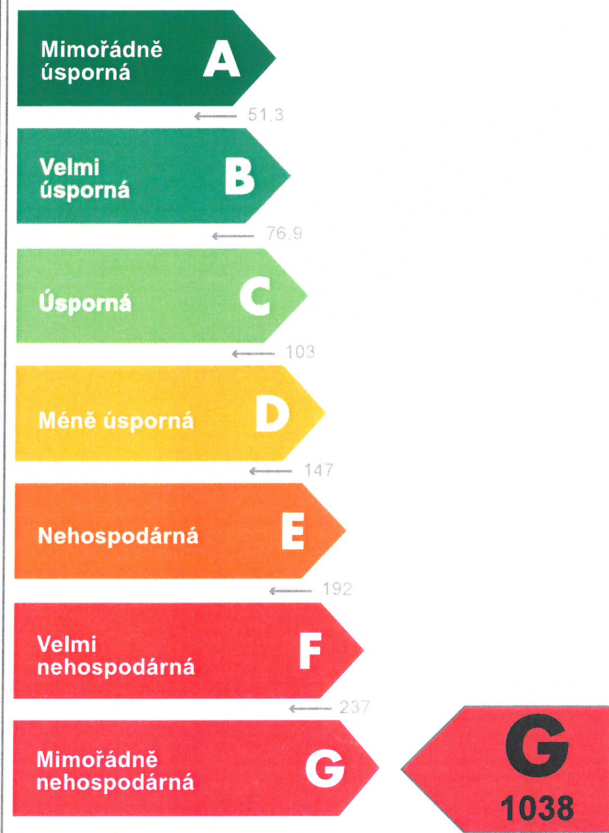 Mimořádně
úsporná
A
51.3
Velmi
úsporná
B
76.9
Úsporná
C
103
Méně úsporná
D
147
Nehospodárná
E
192
Velmi
nehospodárná
F
237
Mimořádně
nehospodárná
G
G
1038